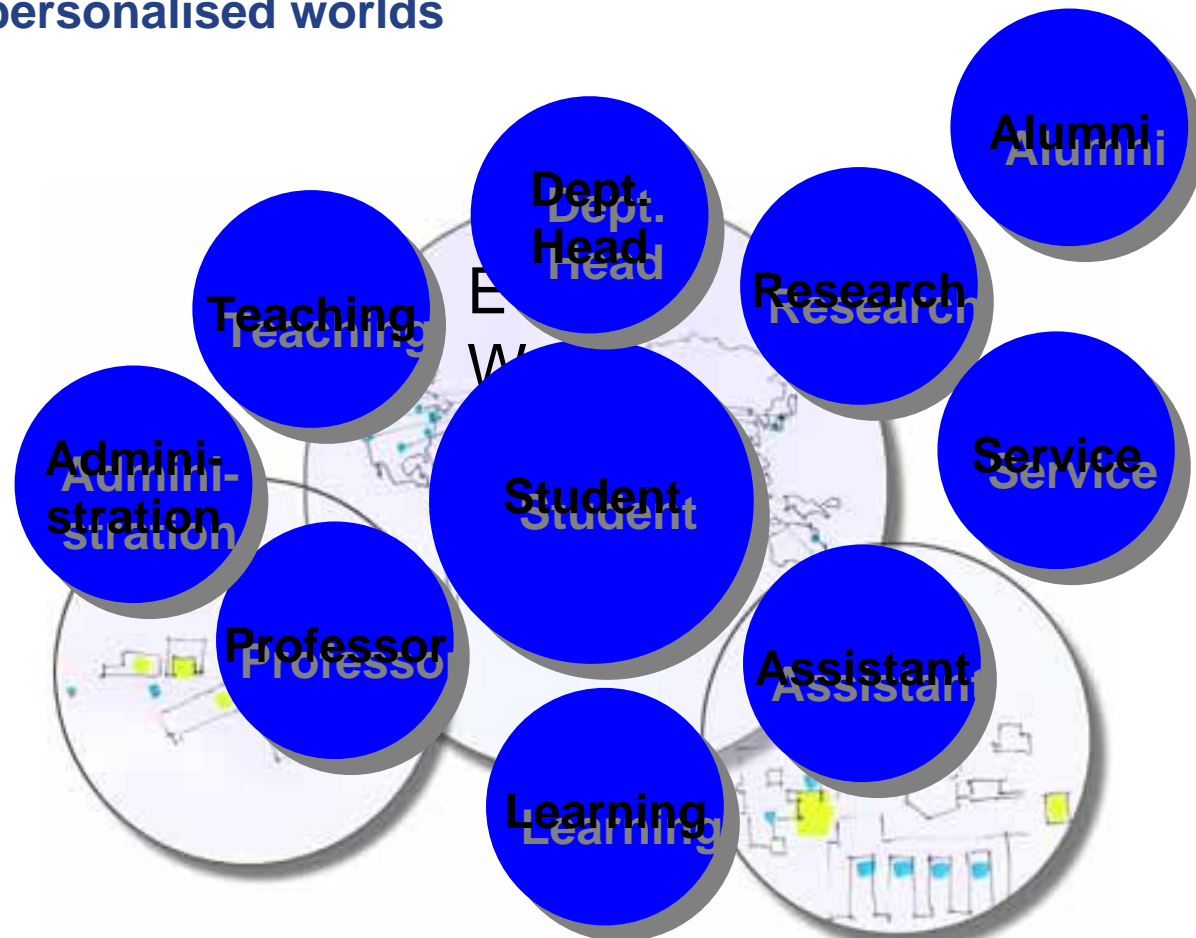 personalised worlds
Alumni
Dept.
Head
Research
Teaching
E
W
Service
Admini-
stration
Student
Professor
Assistant
Learning